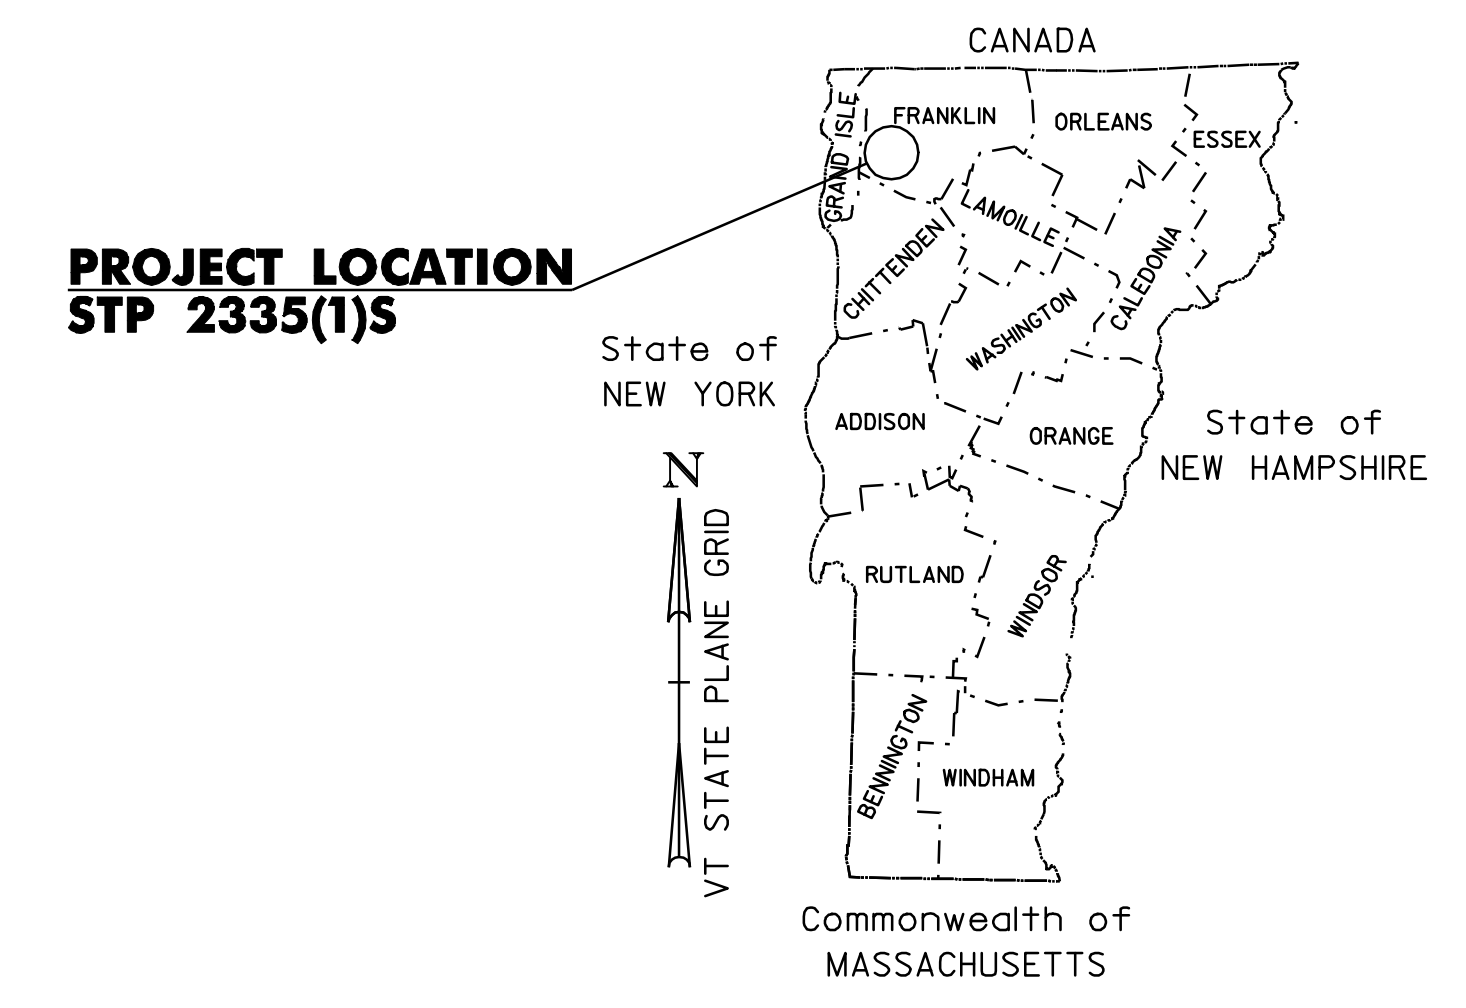 CANADA
GRAND ISLE
FRANKLIN
ORLEANS
ESSEX
LAMOILLE
CHITTENDEN
CALEDONIA
WASHINGTON
PROJECT LOCATION
STP 2335(1)S
State of
NEW YORK
ADDISON
ORANGE
State of
NEW HAMPSHIRE
N
VT STATE PLANE GRID
RUTLAND
WINDSOR
BENNINGTON
WINDHAM
Commonwealth of
MASSACHUSETTS